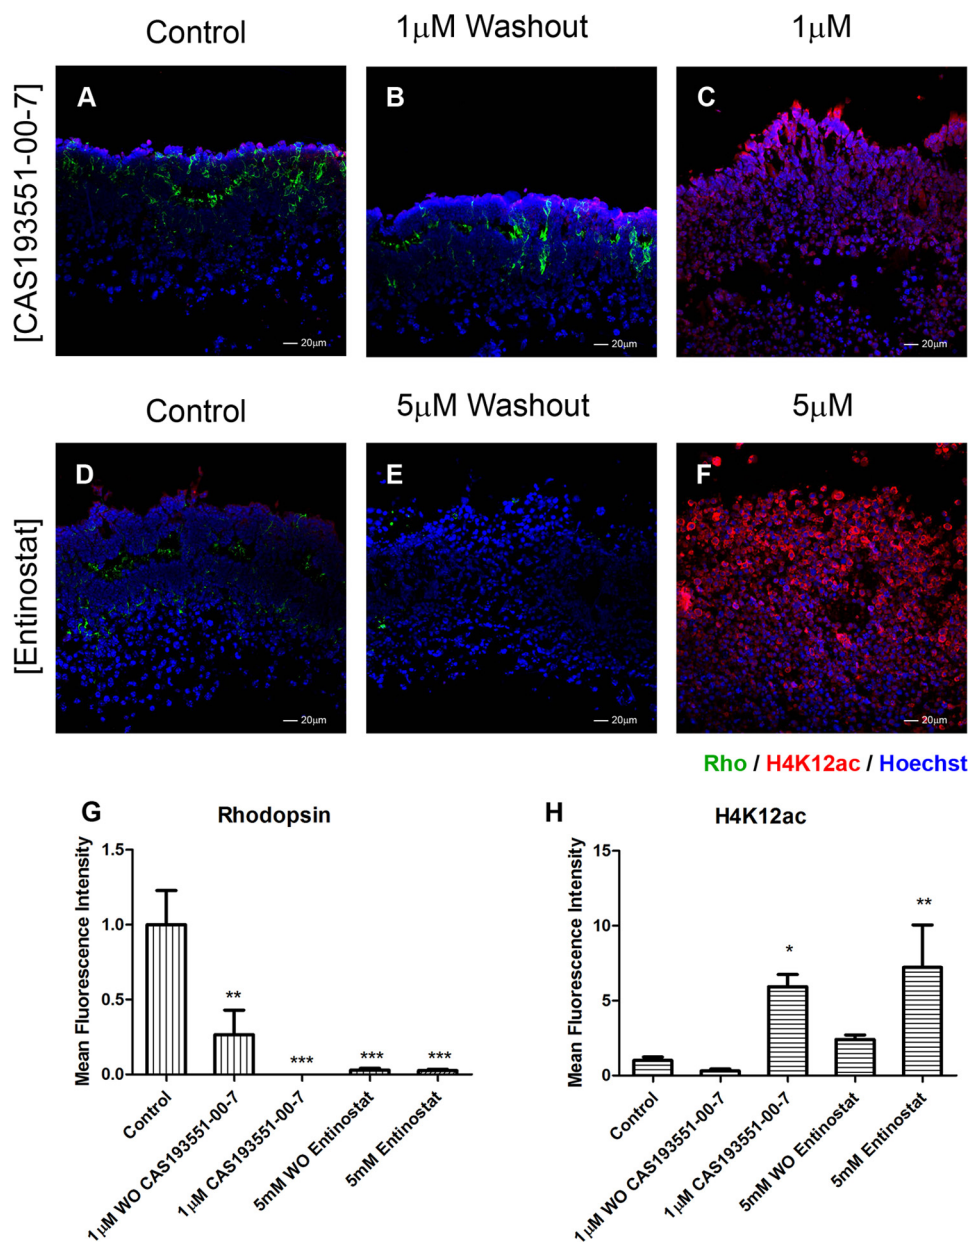 Control
1μM Washout
1μM
[CAS193551-00-7]
A
B
C
20μm
20μm
20μm
Control
5μM Washout
5μM
[Entinostat]
D
E
F
20μm
20μm
20μm
Rho / H4K12ac / Hoechst
G
Rhodopsin
Mean Fluorescence Intensity
1.5
1.0
0.5
0.0
**
***
***
***
Control
1μM WO CAS193551-00-7
1μM CAS193551-00-7
5mM WO Entinostat
5mM Entinostat
H
H4K12ac
Mean Fluorescence Intensity
15
10
5
0
*
**
Control
1μM WO CAS193551-00-7
1μM CAS193551-00-7
5mM WO Entinostat
5mM Entinostat